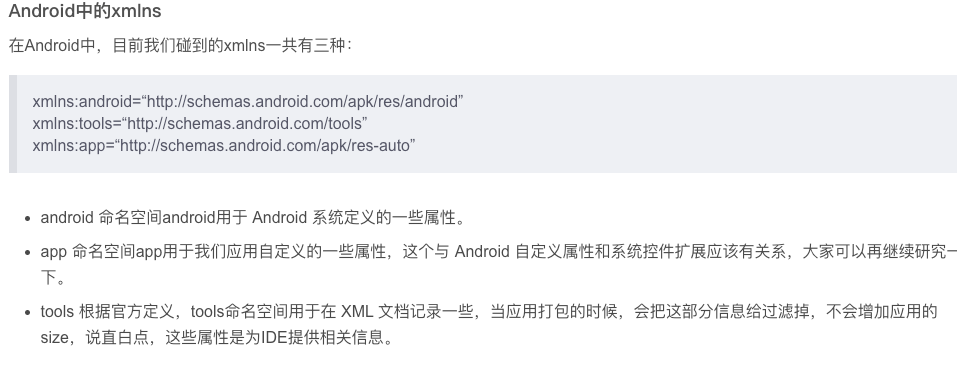 Android中的xmlns
在Android中，目前我们碰到的xmlns一共有三种：
xmlns:android=“http://schemas.android.com/apk/res/android”
xmlns:tools=“http://schemas.android.com/tools”
xmlns:app=“http://schemas.android.com/apk/res-auto”
• android 命名空间android用于 Android 系统定义的一些属性。
• app 命名空间app用于我们应用自定义的一些属性，这个与 Android 自定义属性和系统控件扩展应该有关系，大家可以再继续研究一
下。
• tools 根据官方定义，tools命名空间用于在 XML 文档记录一些，当应用打包的时候，会把这部分信息给过滤掉，不会增加应用的
size，说直白点，这些属性是为IDE提供相关信息。